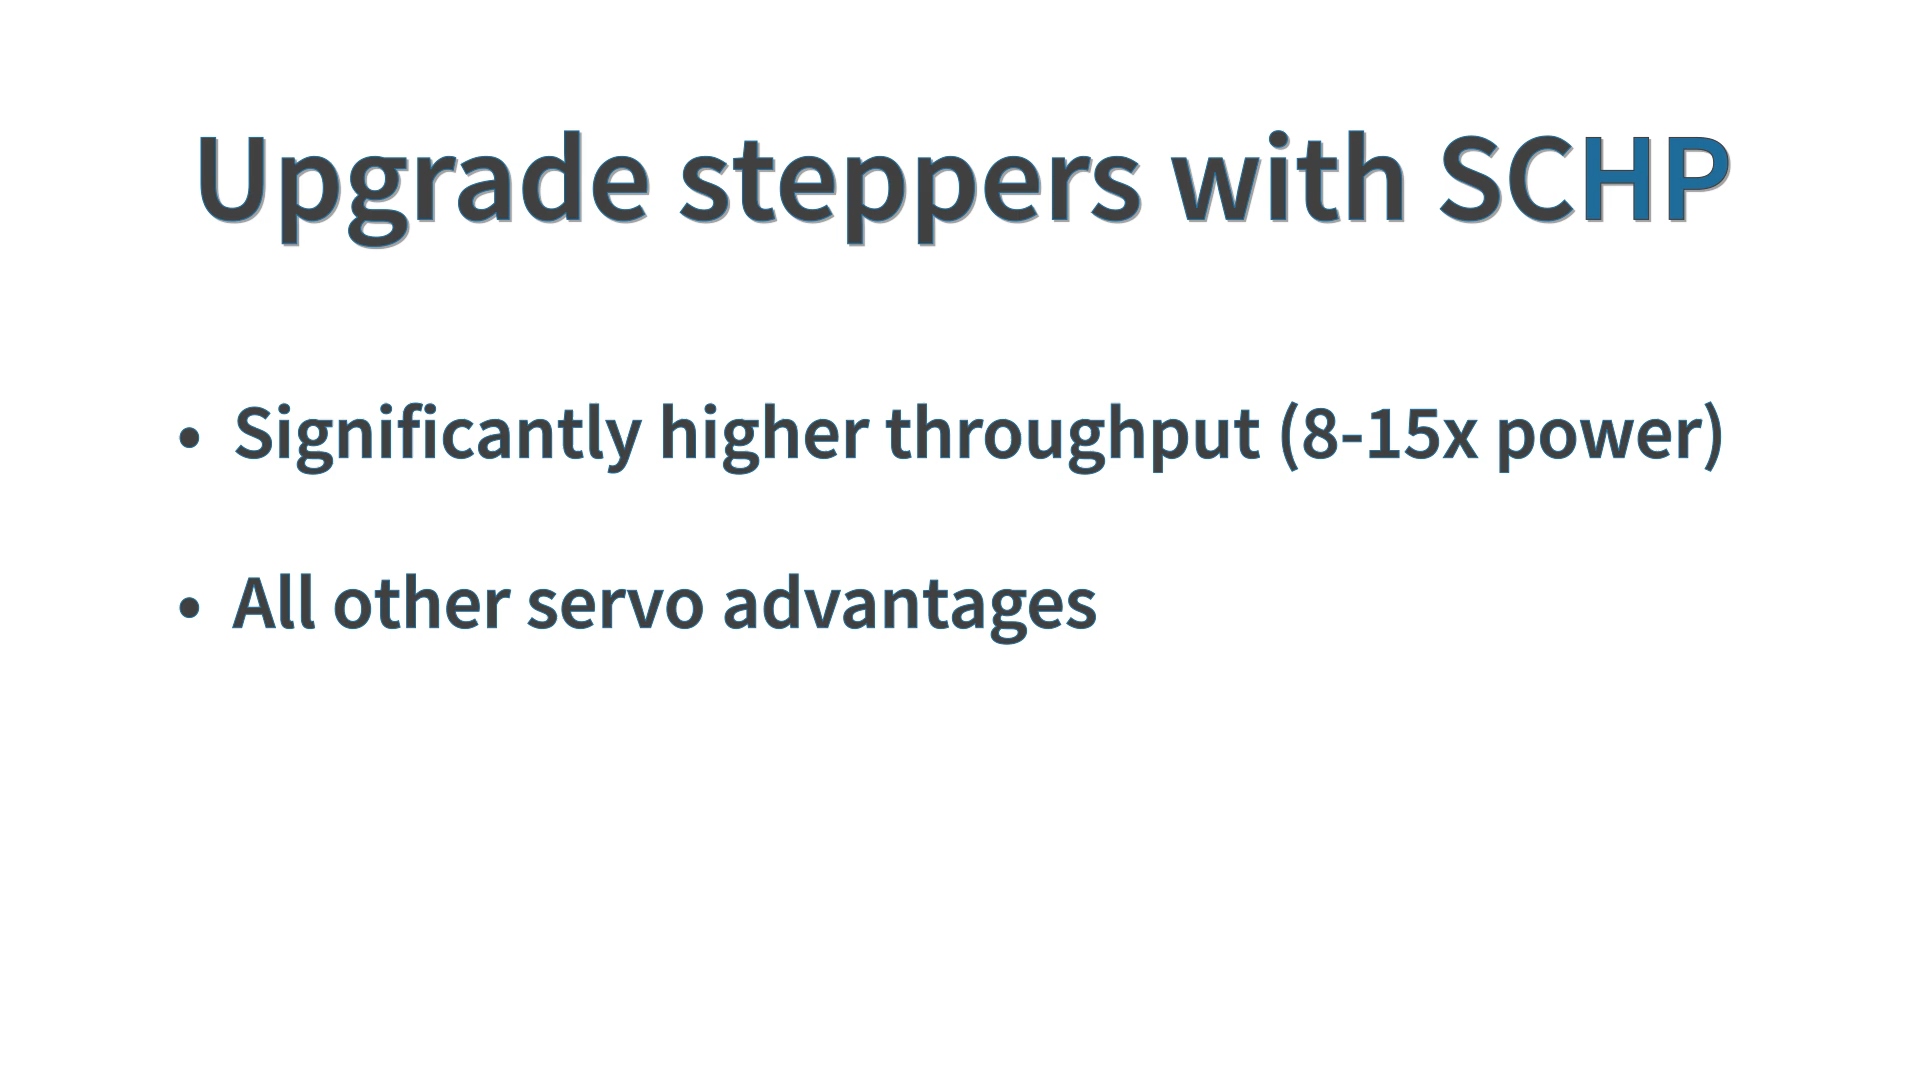 Upgrade steppers with SCHP
• Significantly higher throughput (8-15x power)
• All other servo advantages